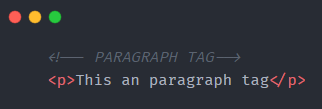 <!-- PARAGRAPH TAG-->
<p>This an paragraph tag</p>